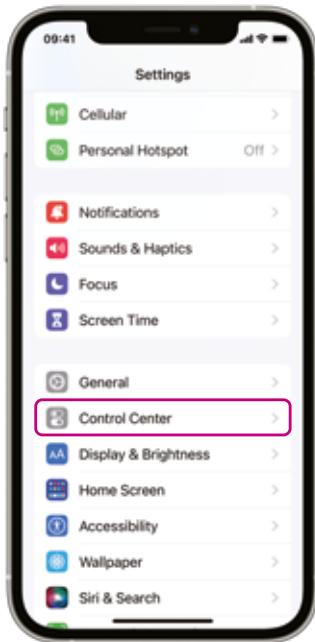 09:41
Settings
Cellular
Personal Hotspot Off
Notifications
Sounds & Haptics
Focus
Screen Time
General
Control Center
AA Display & Brightness
Home Screen
Accessibility
Wallpaper
Siri & Search